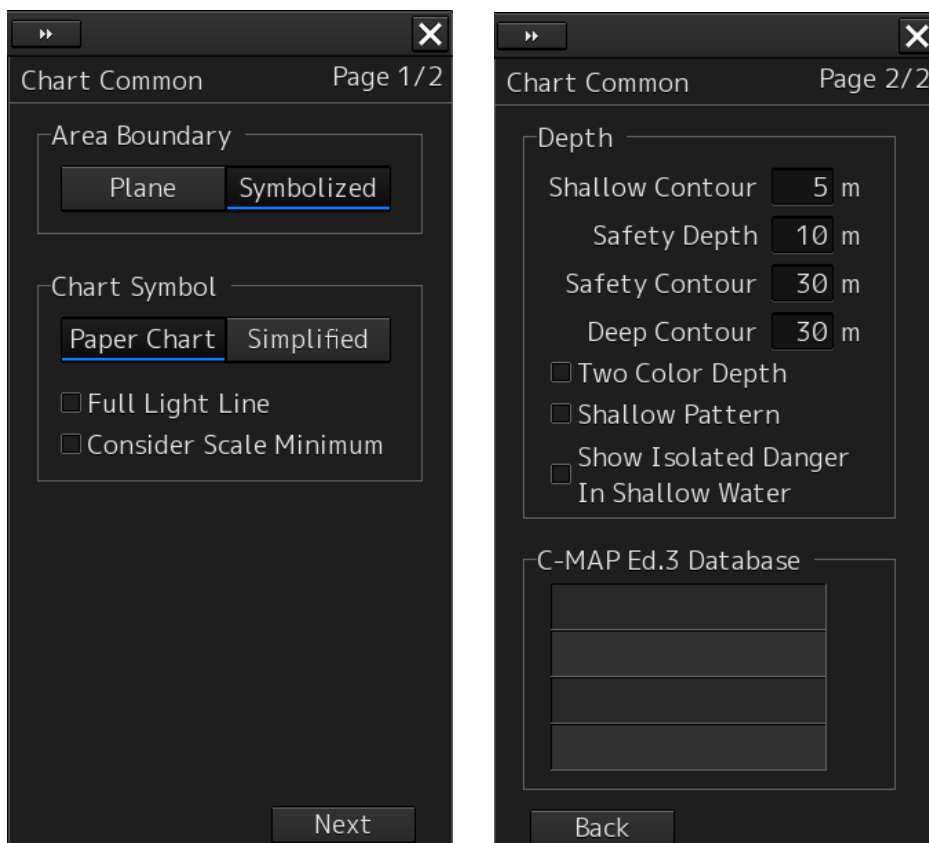 Chart Common Page 1/2
Area Boundary
Plane Symbolized
Chart Symbol
Paper Chart Simplified
Full Light Line
Consider Scale Minimum
Next
Chart Common Page 2/2
Depth
Shallow Contour 5 m
Safety Depth 10 m
Safety Contour 30 m
Deep Contour 30 m
Two Color Depth
Shallow Pattern
Show Isolated Danger
In Shallow Water
C-MAP Ed.3 Database
Back